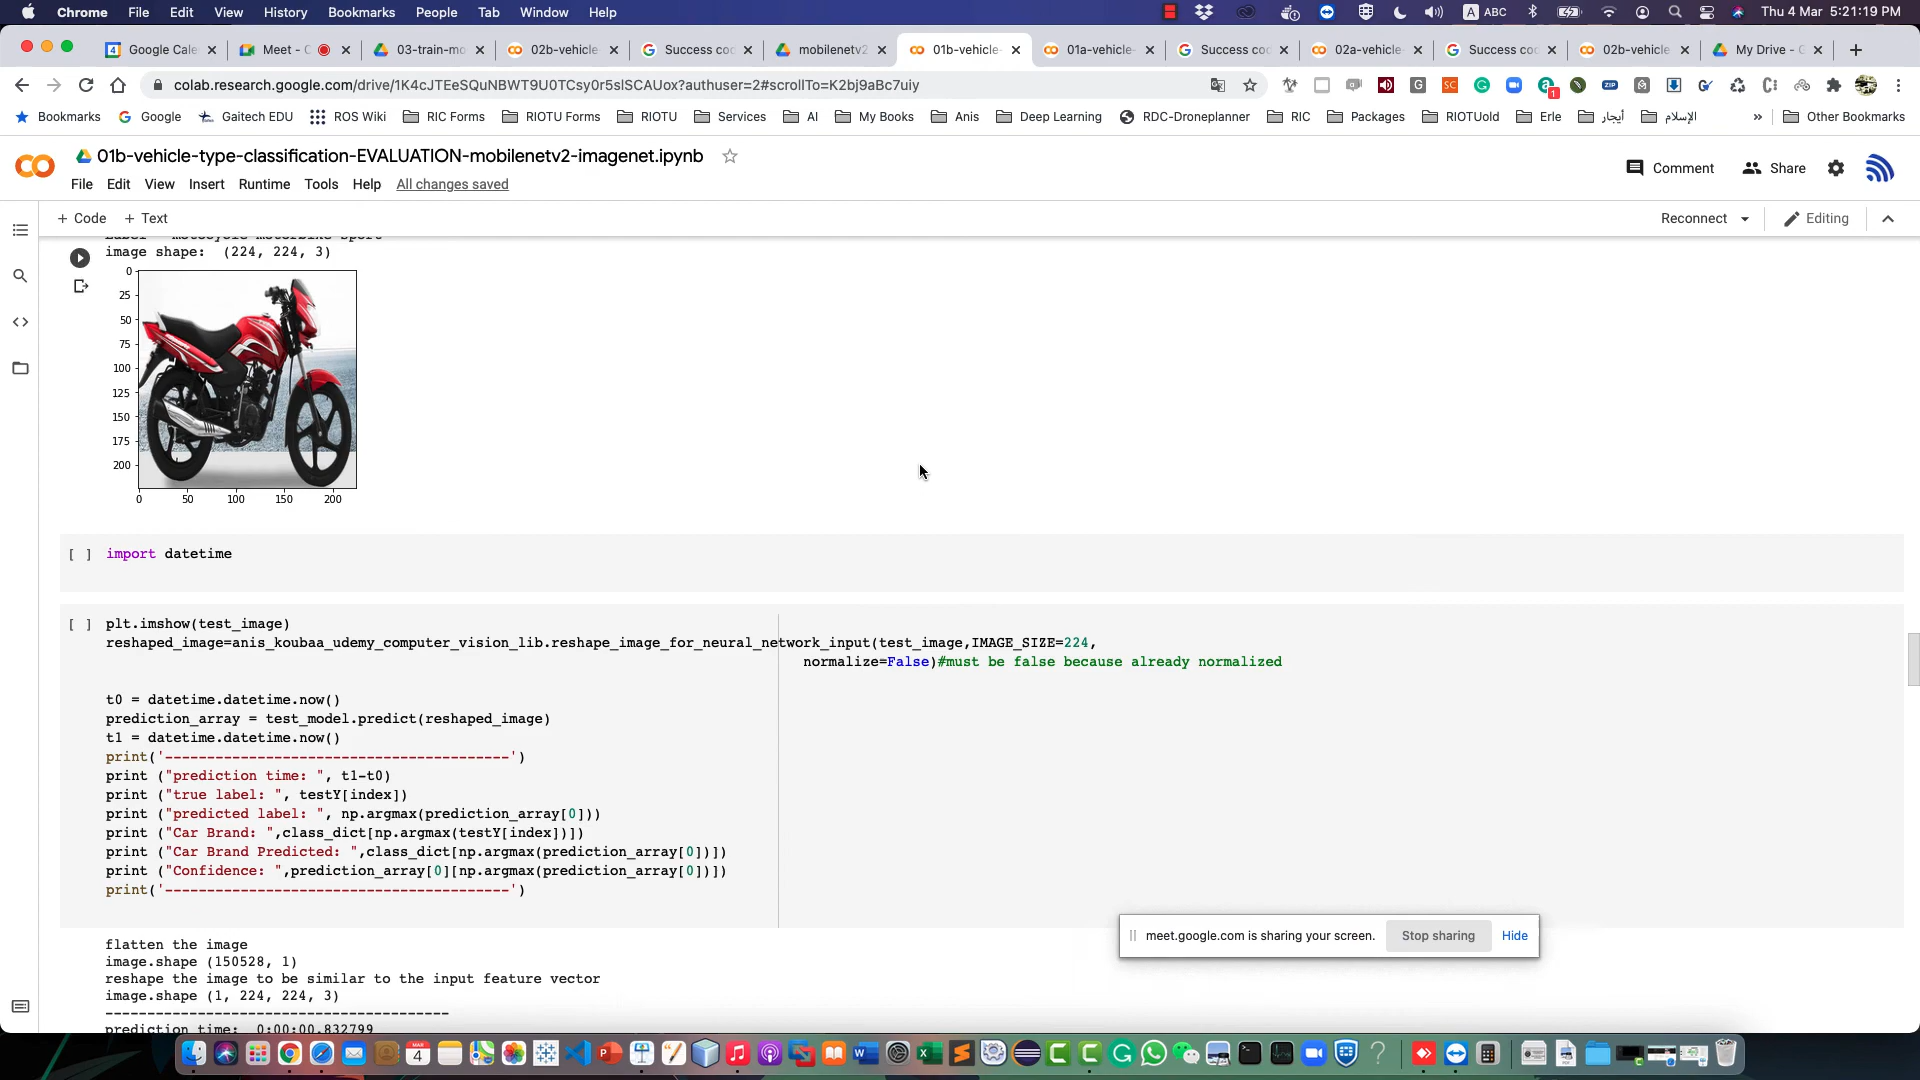 Chrome File Edit View History Bookmarks People Tab Window Help A ABC Thu 4 Mar 5:21:19 PM
Google Cale Meet - 03-train-mo 02b-vehicle Success co mobilenetv2 01b-vehicle- 01a-vehicle- Success co 02a-vehicle- Success co 02b-vehicle My Drive - G
colab.research.google.com/drive/1K4cJTEeSQuNBWT9U0TCsy0r5slSCAUox?authuser=2#scrollTo=K2bj9aBc7uiy
Bookmarks Google Gaitech EDU ROS Wiki RIC Forms RIOTU Forms RIOTU Services AI My Books Anis Deep Learning RDC-Droneplanner RIC Packages RIOTUold Erle أيجار الإسلام » Other Bookmarks
01b-vehicle-type-classification-EVALUATION-mobilenetv2-imagenet.ipynb
Comment Share
File Edit View Insert Runtime Tools Help All changes saved
+ Code + Text Reconnect Editing
image shape: (224, 224, 3)
0
25
50
75
100
125
150
175
200
0 50 100 150 200
[ ] import datetime
[ ] plt.imshow(test_image)
reshaped_image=anis_koubaa_udemy_computer_vision_lib.reshape_image_for_neural_network_input(test_image,IMAGE_SIZE=224,
normalize=False)#must be false because already normalized
t0 = datetime.datetime.now()
prediction_array = test_model.predict(reshaped_image)
t1 = datetime.datetime.now()
print('-----------------------------------------')
print ("prediction time: ", t1-t0)
print ("true label: ", testY[index])
print ("predicted label: ", np.argmax(prediction_array[0]))
print ("Car Brand: ",class_dict[np.argmax(testY[index])])
print ("Car Brand Predicted: ",class_dict[np.argmax(prediction_array[0])])
print ("Confidence: ",prediction_array[0][np.argmax(prediction_array[0])])
print('-----------------------------------------')
meet.google.com is sharing your screen. Stop sharing Hide
flatten the image
image.shape (150528, 1)
reshape the image to be similar to the input feature vector
image.shape (1, 224, 224, 3)
-----------------------------------------
prediction time: 0:00:00.832799